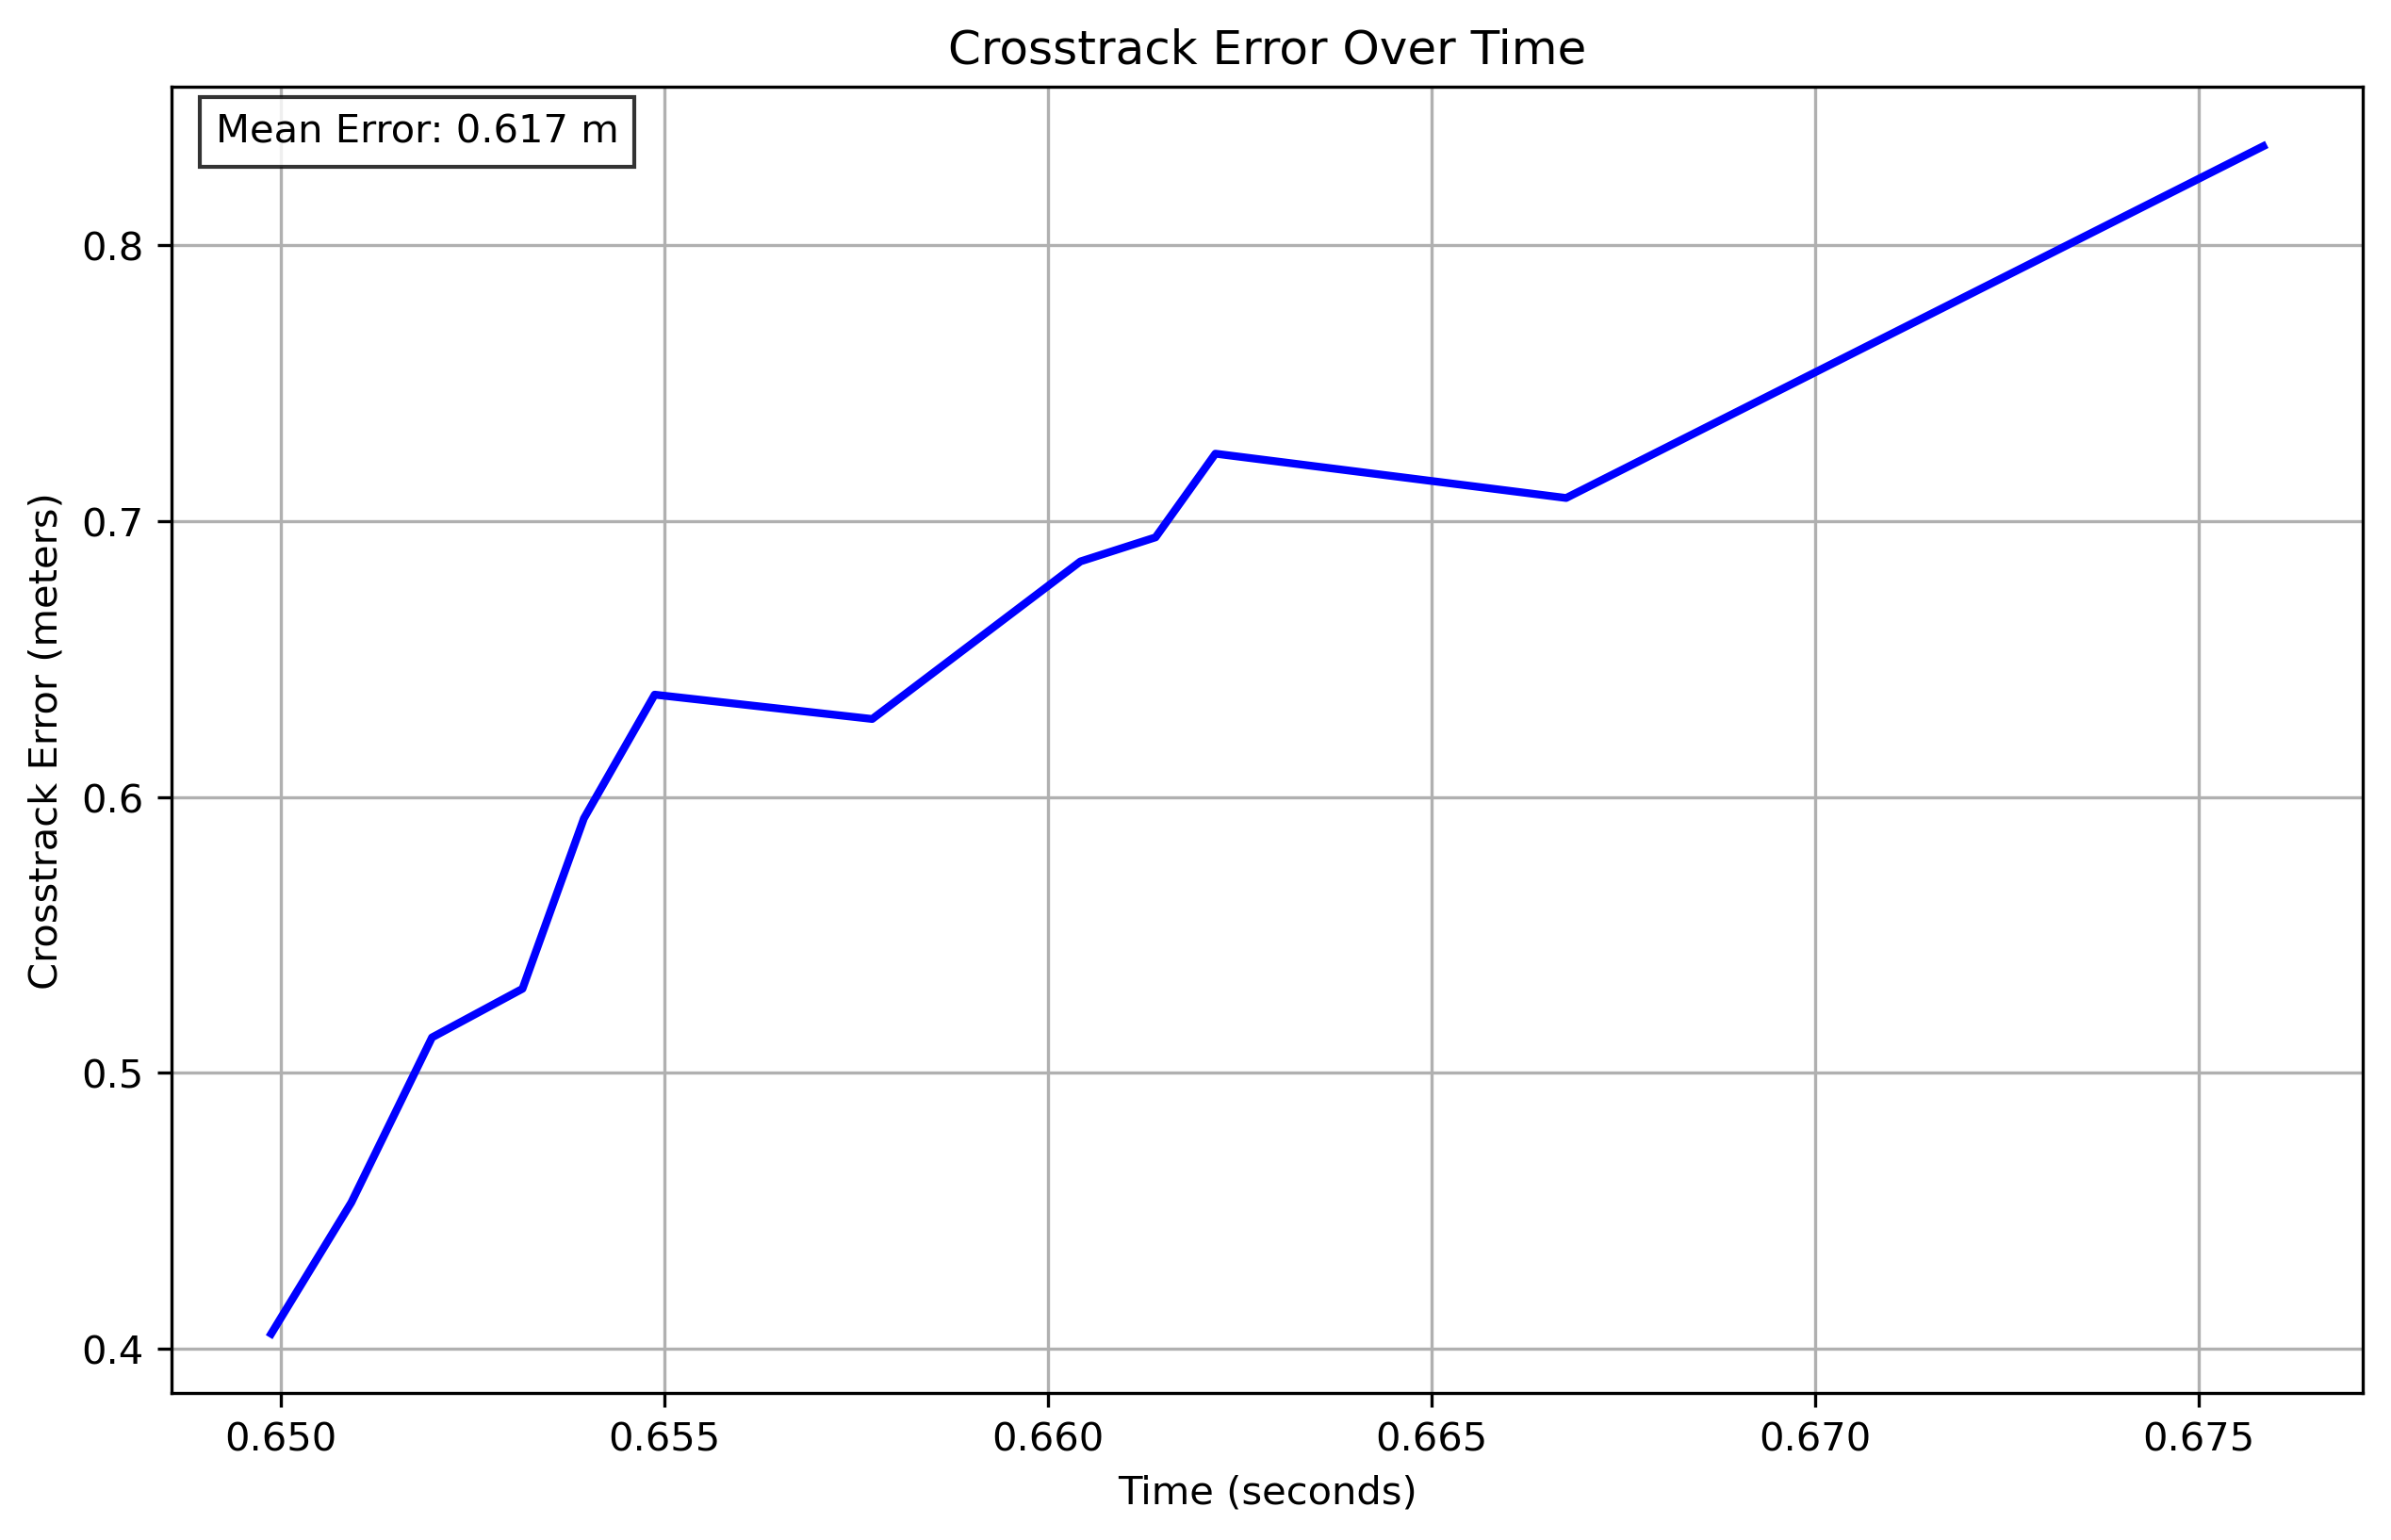 Crosstrack Error Over Time
Mean Error: 0.617 m
Crosstrack Error (meters)
0.8
0.7
0.6
0.5
0.4
0.650 0.655 0.660 0.665 0.670 0.675
Time (seconds)